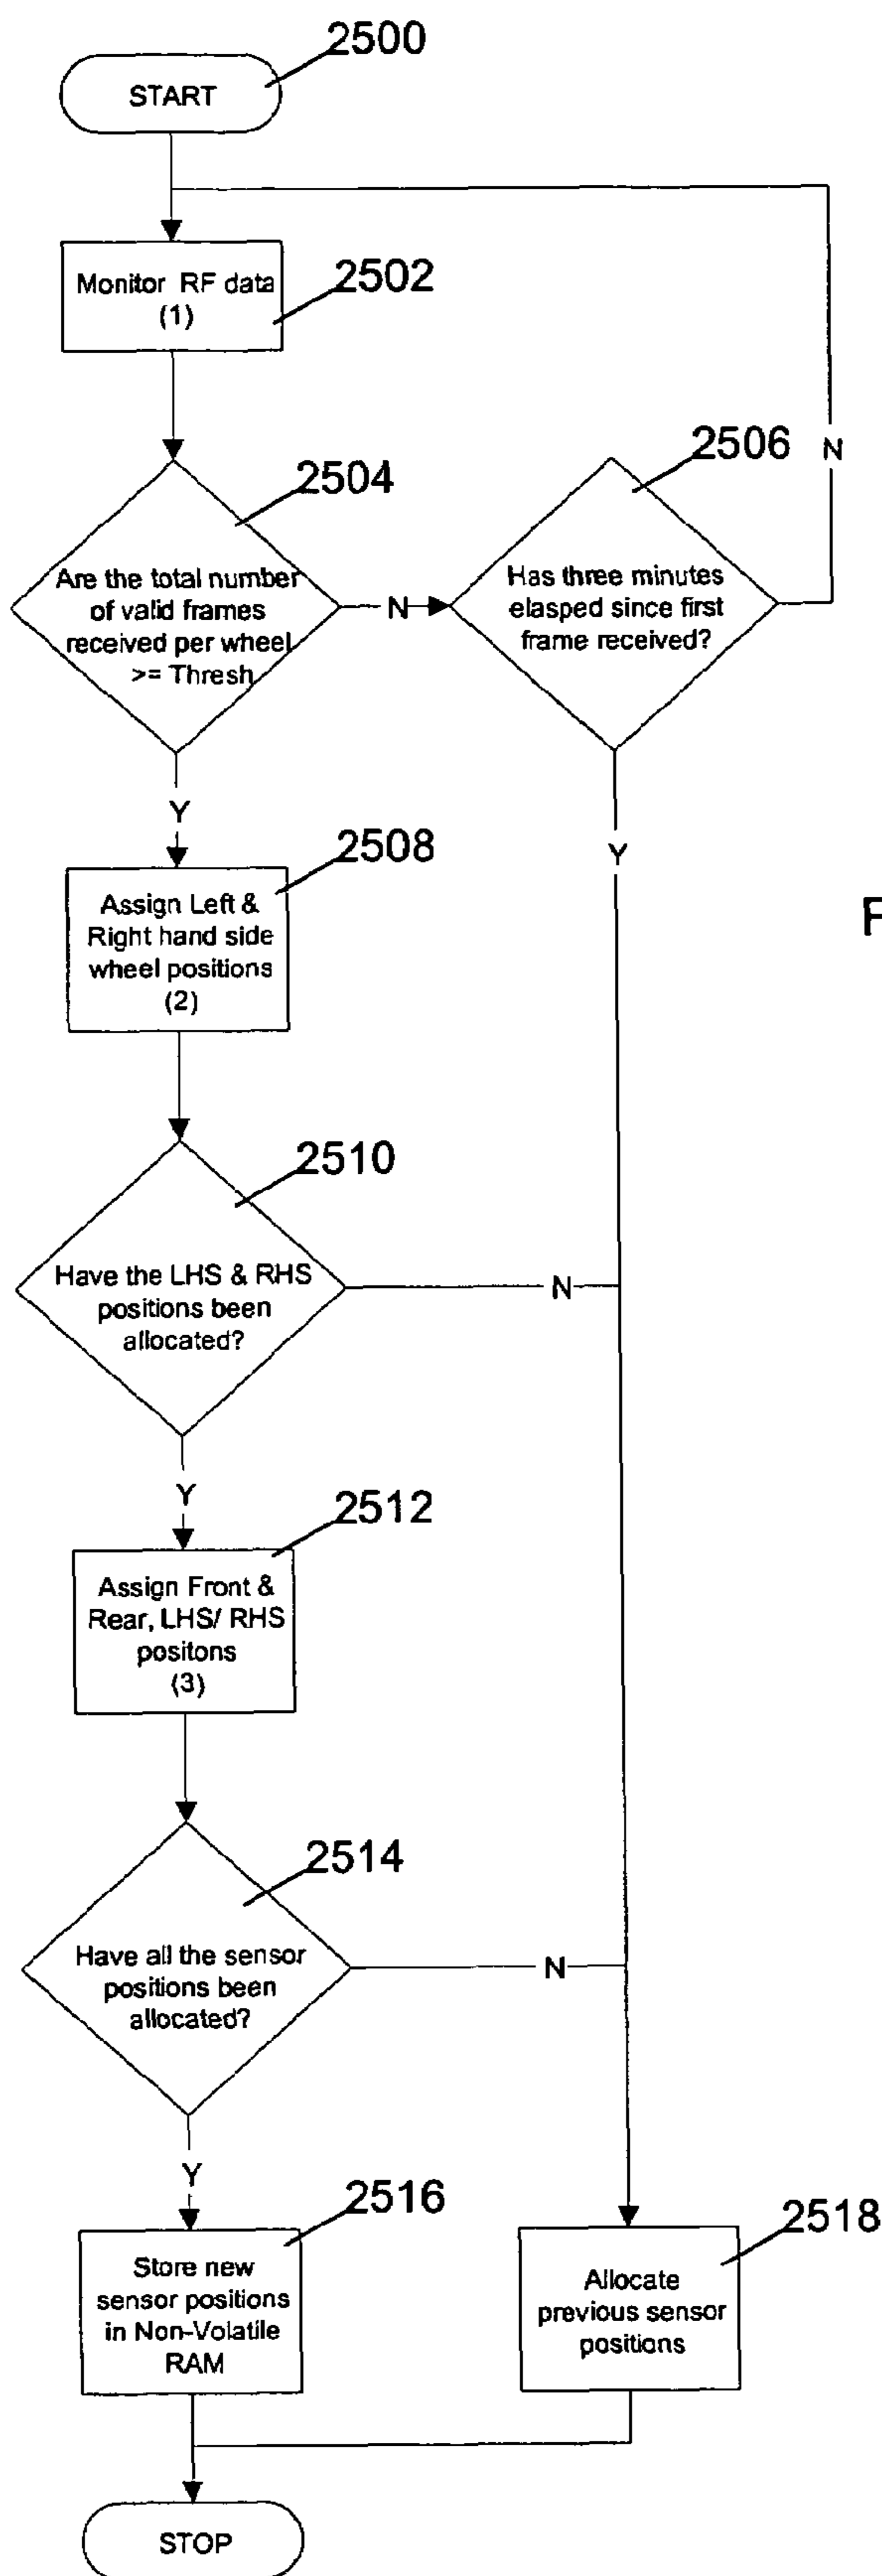 2500
START
Monitor RF data
(1)
2502
2504
Are the total number
of valid frames
received per wheel
>= Thresh
N
2506
Has three minutes
elasped since first
frame received?
N
Y
Y
2508
Assign Left &
Right hand side
wheel positions
(2)
F
2510
Have the LHS & RHS
positions been
allocated?
N
Y
2512
Assign Front &
Rear, LHS/ RHS
positons
(3)
2514
Have all the sensor
positions been
allocated?
N
Y
2516
Store new
sensor positions
in Non-Volatile
RAM
2518
Allocate
previous sensor
positions
STOP